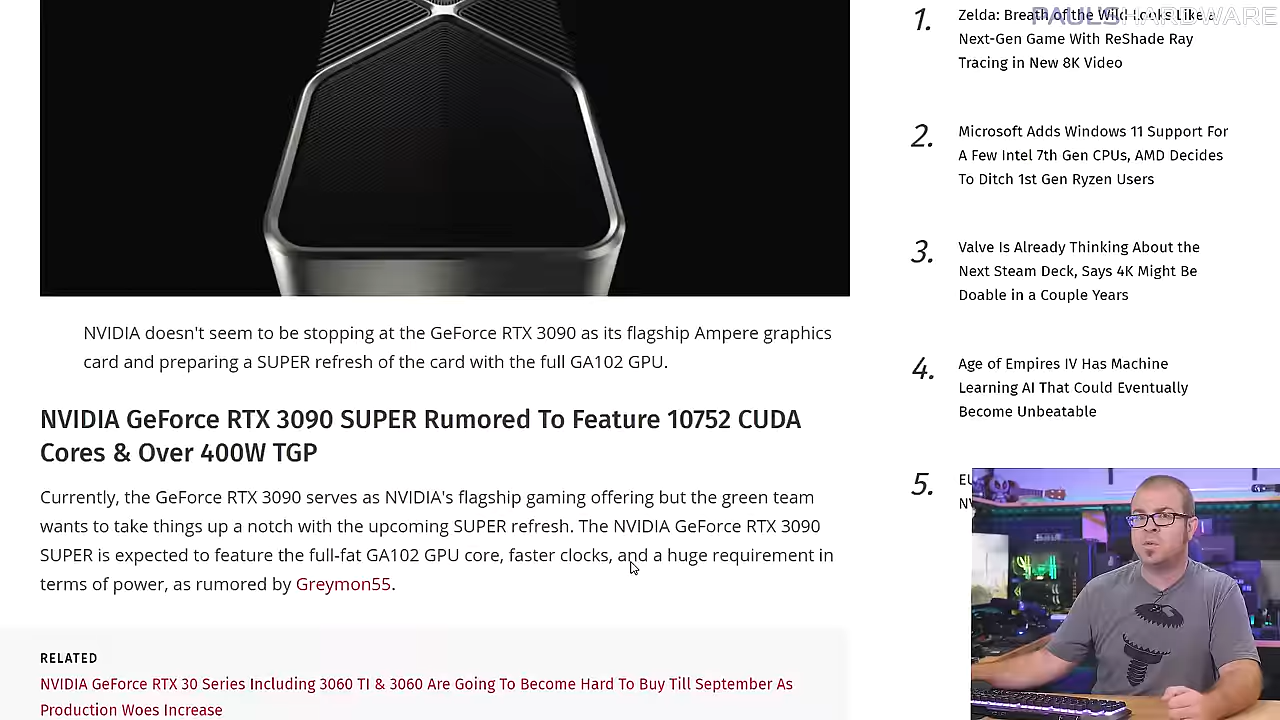 PAULSHARDWARE
1.
Zelda: Breath of the Wild Looks Like a
Next-Gen Game With ReShade Ray
Tracing in New 8K Video
2.
Microsoft Adds Windows 11 Support For
A Few Intel 7th Gen CPUs, AMD Decides
To Ditch 1st Gen Ryzen Users
3.
Valve Is Already Thinking About the
Next Steam Deck, Says 4K Might Be
Doable in a Couple Years
4.
Age of Empires IV Has Machine
Learning AI That Could Eventually
Become Unbeatable
5.
NVIDIA doesn't seem to be stopping at the GeForce RTX 3090 as its flagship Ampere graphics
card and preparing a SUPER refresh of the card with the full GA102 GPU.
NVIDIA GeForce RTX 3090 SUPER Rumored To Feature 10752 CUDA
Cores & Over 400W TGP
Currently, the GeForce RTX 3090 serves as NVIDIA's flagship gaming offering but the green team
wants to take things up a notch with the upcoming SUPER refresh. The NVIDIA GeForce RTX 3090
SUPER is expected to feature the full-fat GA102 GPU core, faster clocks, and a huge requirement in
terms of power, as rumored by Greymon55.
RELATED
NVIDIA GeForce RTX 30 Series Including 3060 TI & 3060 Are Going To Become Hard To Buy Till September As
Production Woes Increase